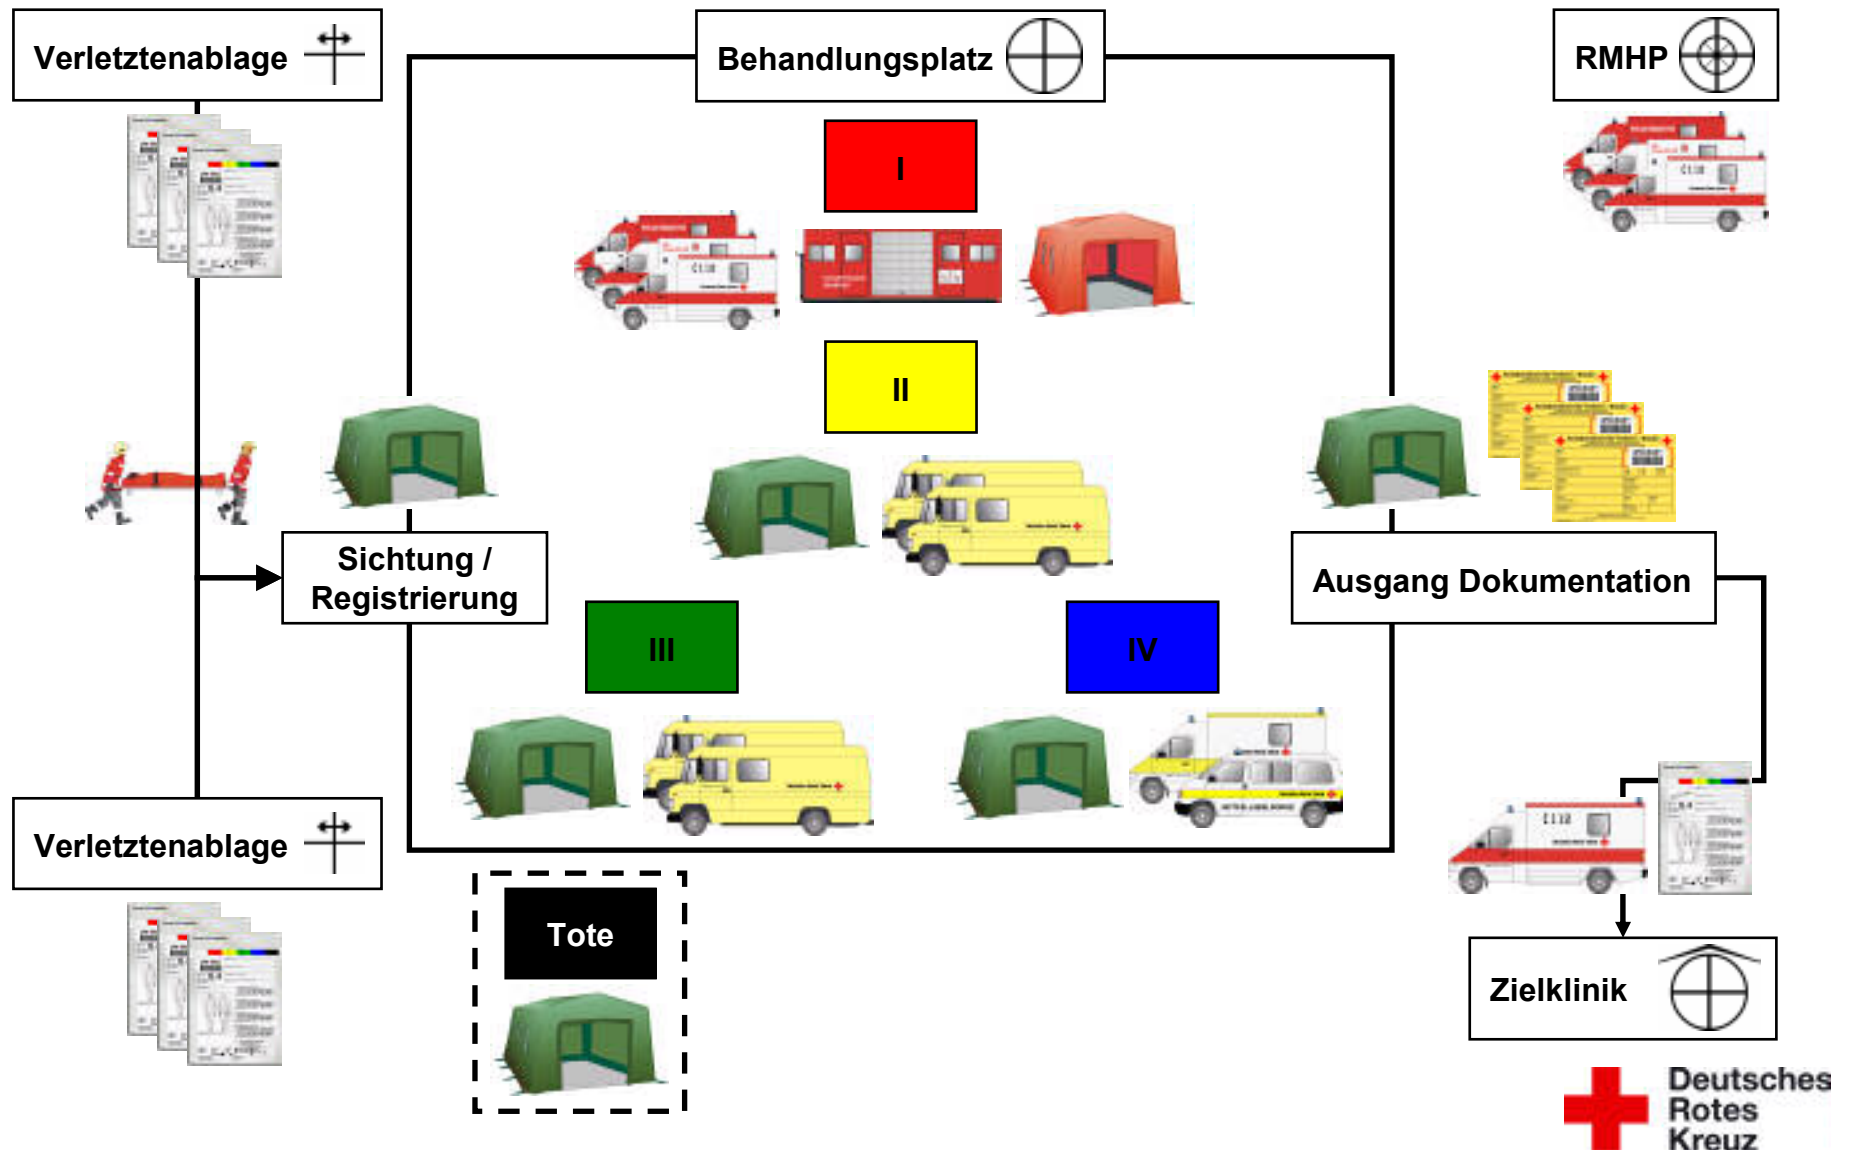 Verletztenablage
Behandlungsplatz
RMHP
I
II
Sichtung /
Registrierung
Ausgang Dokumentation
III
IV
Verletztenablage
Tote
Zielklinik
Deutsches
Rotes
Kreuz